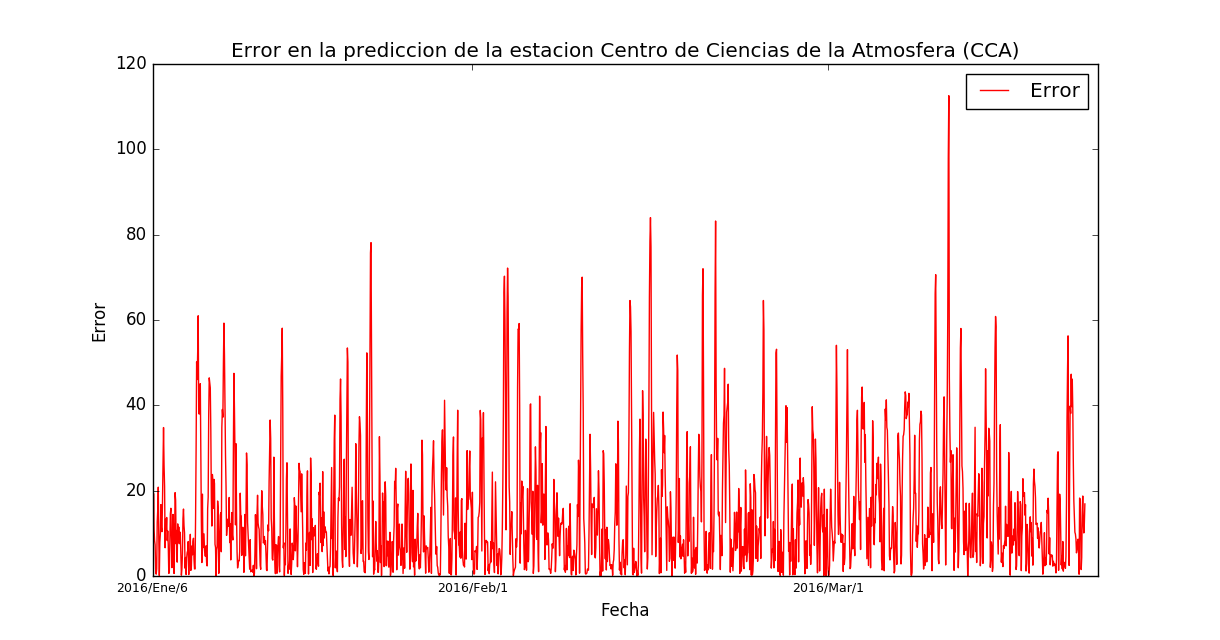 Error en la prediccion de la estacion Centro de Ciencias de la Atmosfera (CCA)
120
100
80
60
40
20
0
Error
Error
2016/Ene/6 2016/Feb/1 2016/Mar/1
Fecha